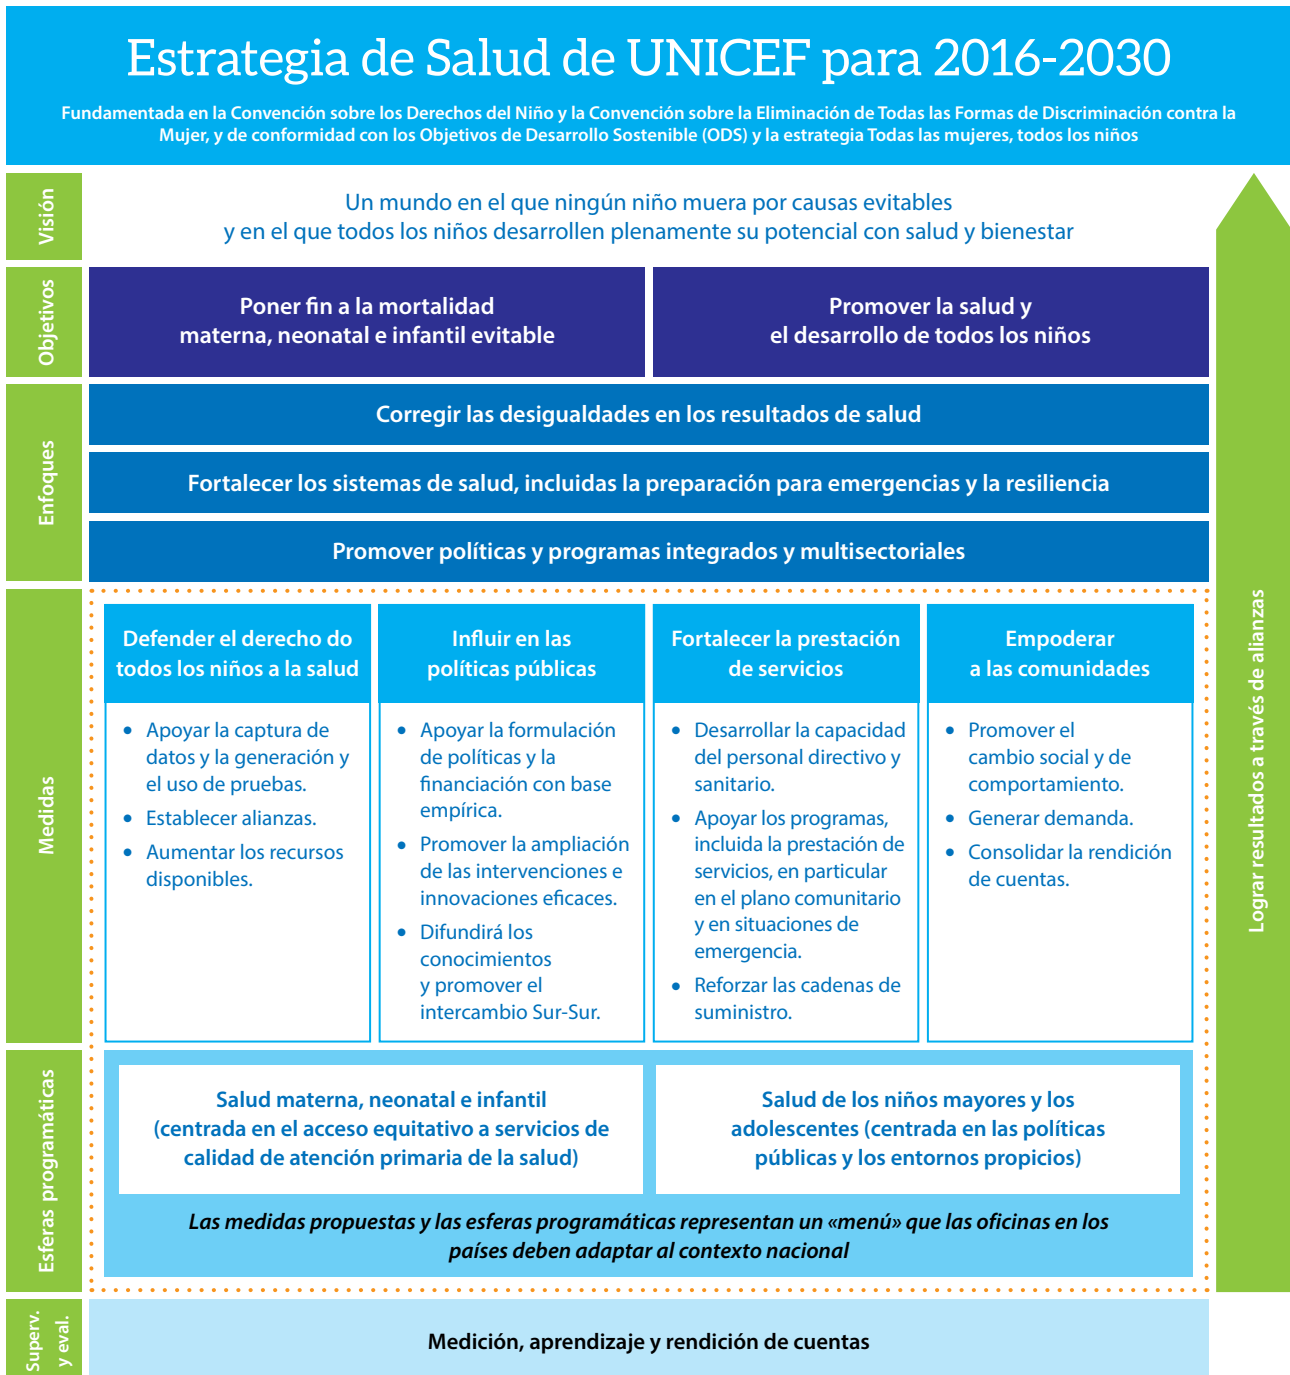 Estrategia de Salud de UNICEF para 2016-2030
Fundamentada en la Convención sobre los Derechos del Niño y la Convención sobre la Eliminación de Todas las Formas de Discriminación contra la
Mujer, y de conformidad con los Objetivos de Desarrollo Sostenible (ODS) y la estrategia Todas las mujeres, todos los niños
Visión
Un mundo en el que ningún niño muera por causas evitables
y en el que todos los niños desarrollen plenamente su potencial con salud y bienestar
Objetivos
Poner fin a la mortalidad
materna, neonatal e infantil evitable
Promover la salud y
el desarrollo de todos los niños
Enfoques
Corregir las desigualdades en los resultados de salud
Fortalecer los sistemas de salud, incluidas la preparación para emergencias y la resiliencia
Promover políticas y programas integrados y multisectoriales
Medidas
Defender el derecho do
todos los niños a la salud
• Apoyar la captura de
datos y la generación y
el uso de pruebas.
• Establecer alianzas.
• Aumentar los recursos
disponibles.
Influir en las
políticas públicas
• Apoyar la formulación
de políticas y la
financiación con base
empírica.
• Promover la ampliación
de las intervenciones e
innovaciones eficaces.
• Difundirá los
conocimientos
y promover el
intercambio Sur-Sur.
Fortalecer la prestación
de servicios
• Desarrollar la capacidad
del personal directivo y
sanitario.
• Apoyar los programas,
incluida la prestación de
servicios, en particular
en el plano comunitario
y en situaciones de
emergencia.
• Reforzar las cadenas de
suministro.
Empoderar
a las comunidades
• Promover el
cambio social y de
comportamiento.
• Generar demanda.
• Consolidar la rendición
de cuentas.
Esferas programáticas
Salud materna, neonatal e infantil
(centrada en el acceso equitativo a servicios de
calidad de atención primaria de la salud)
Salud de los niños mayores y los
adolescentes (centrada en las políticas
públicas y los entornos propicios)
Las medidas propuestas y las esferas programáticas representan un «menú» que las oficinas en los
países deben adaptar al contexto nacional
Superv.
y eval.
Medición, aprendizaje y rendición de cuentas
Lograr resultados a través de alianzas